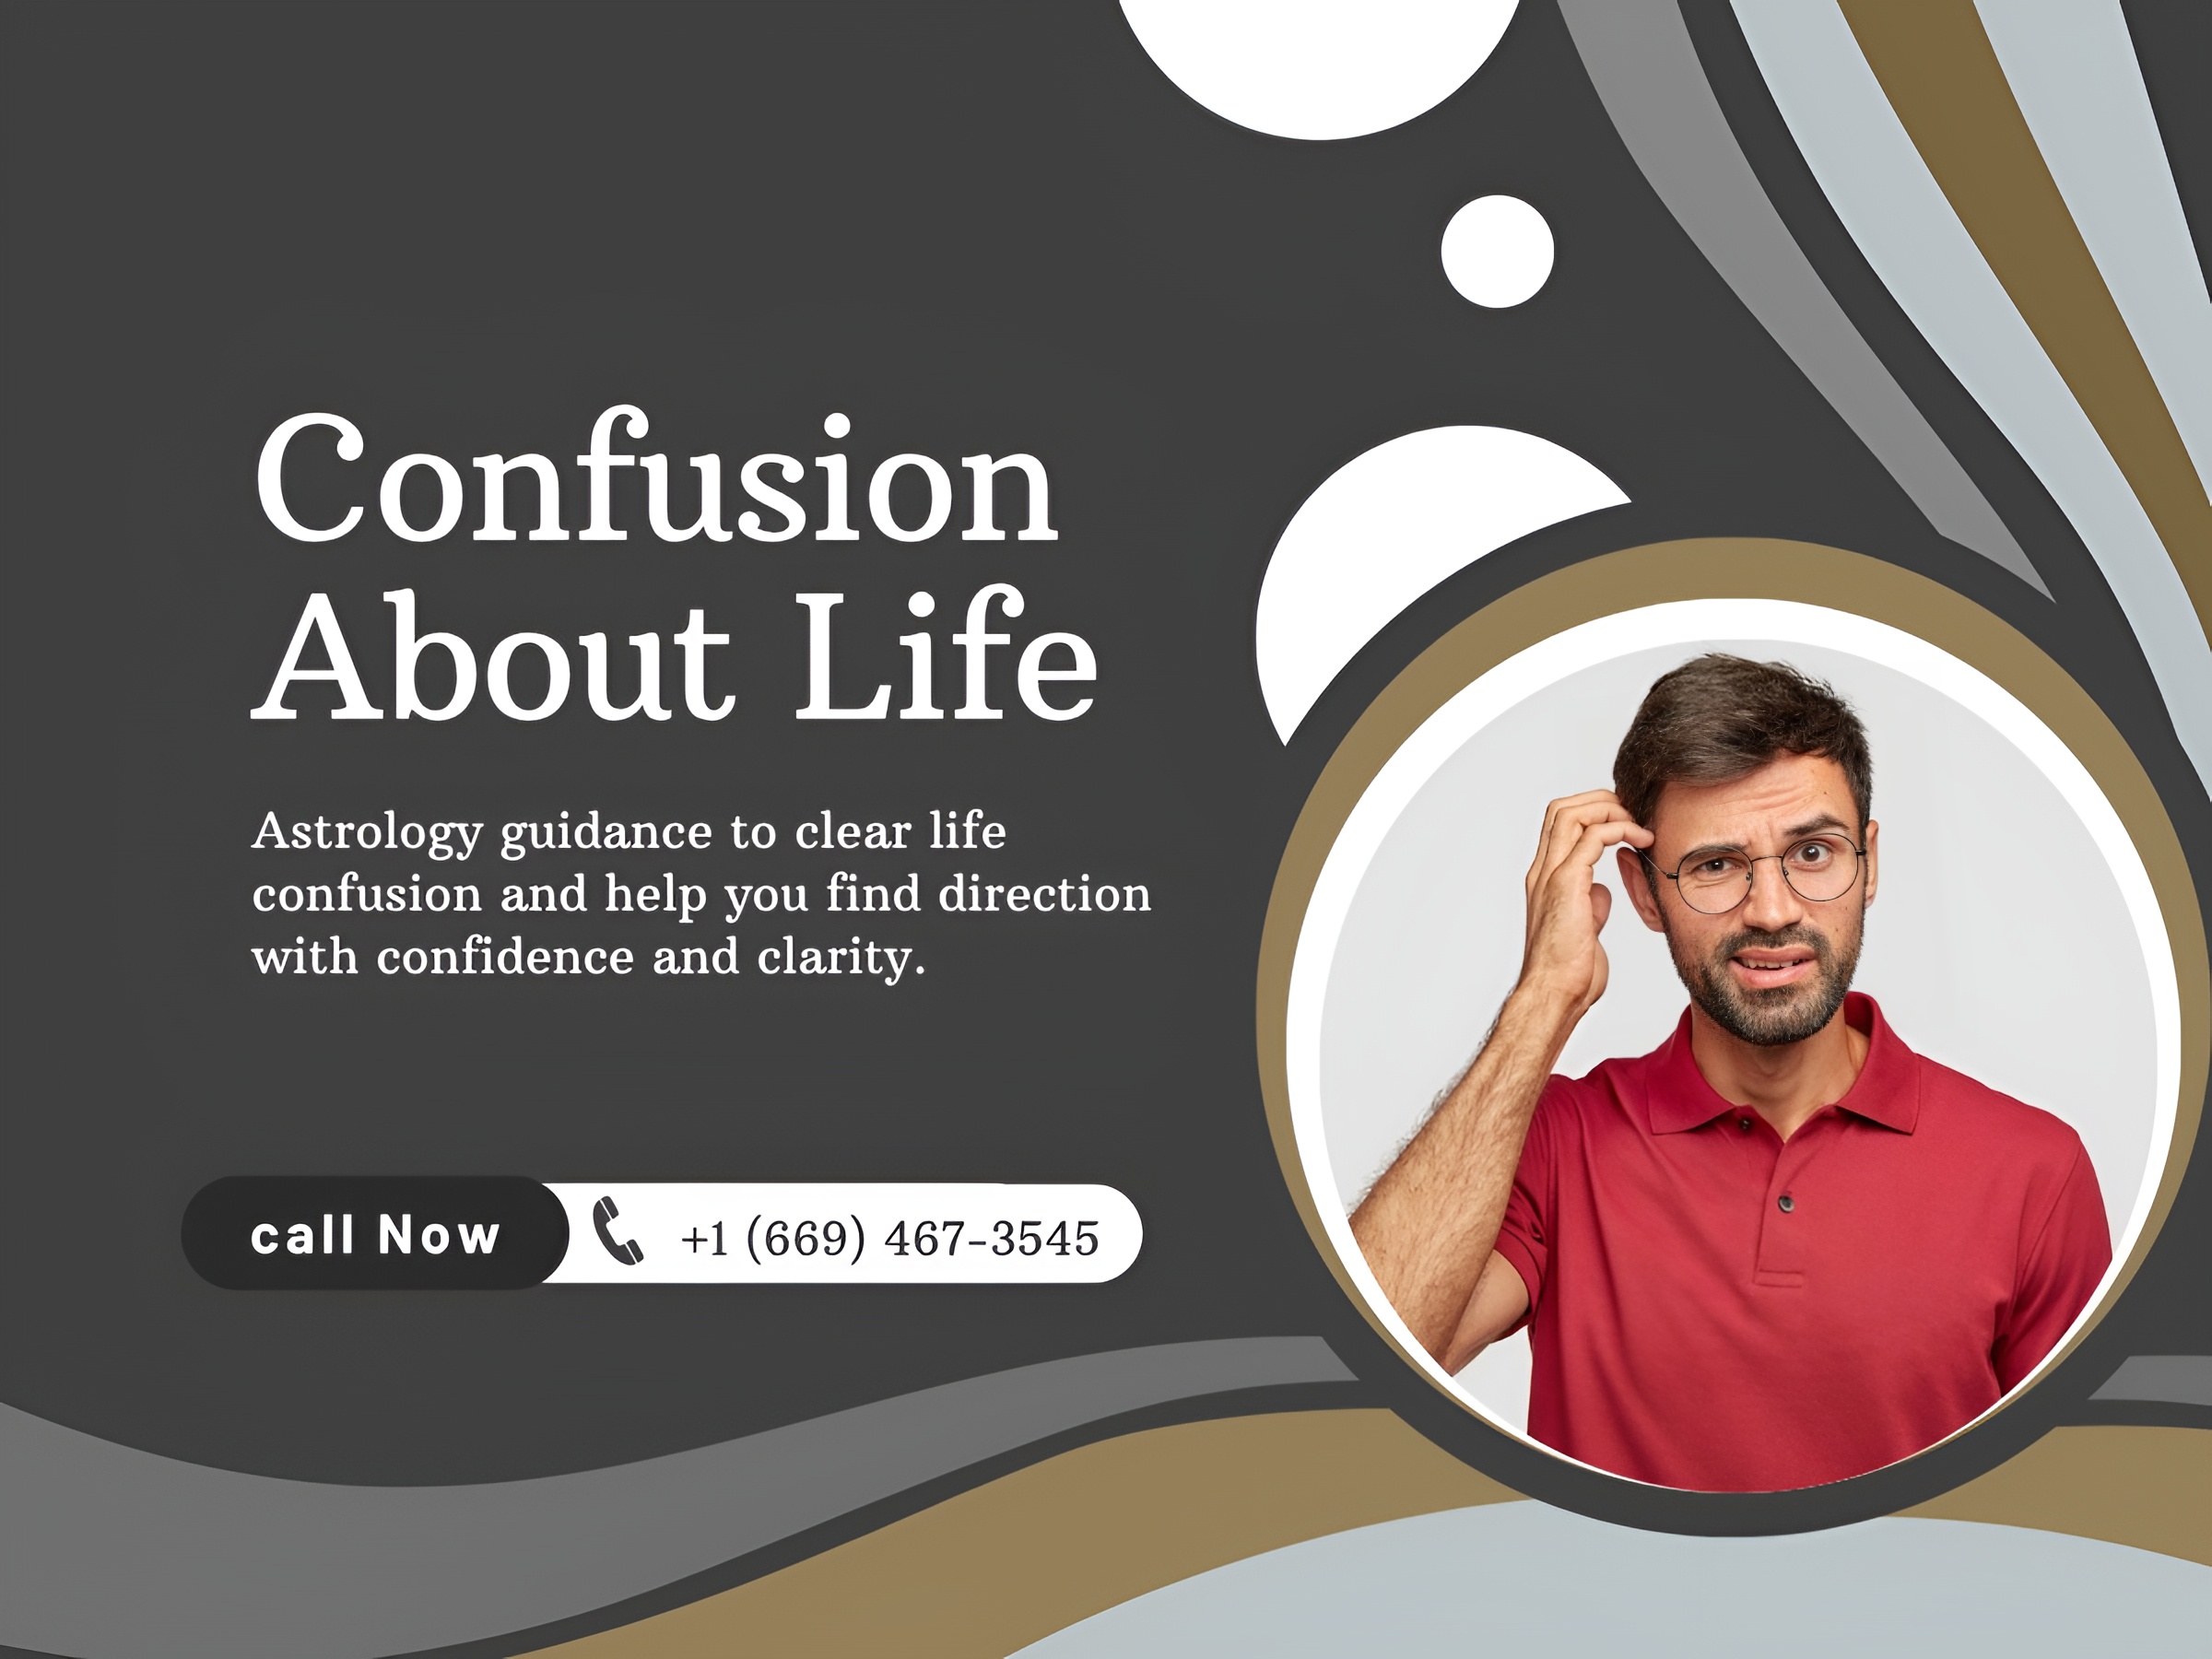 Confusion
About Life
Astrology guidance to clear life
confusion and help you find direction
with confidence and clarity.
call Now
+1 (669) 467-3545